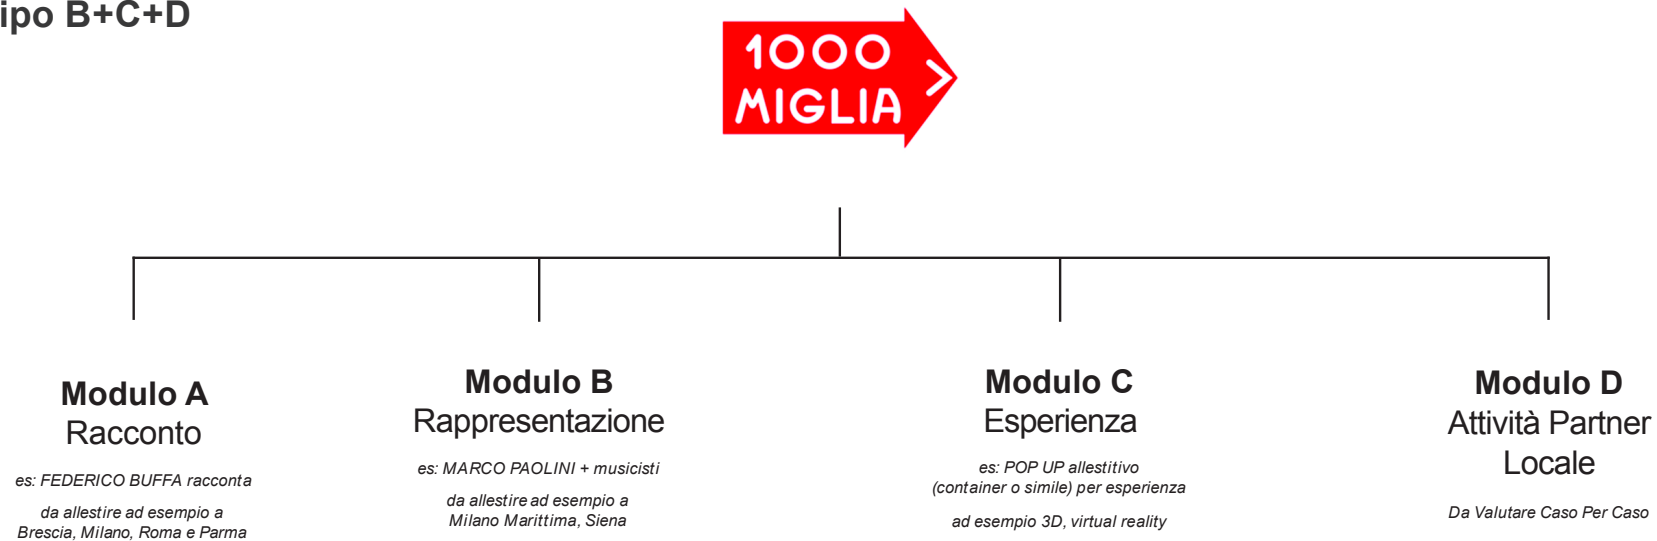 ipo B+C+D
1000
MIGLIA
Modulo A
Racconto
es: FEDERICO BUFFA racconta
da allestire ad esempio a
Brescia, Milano, Roma e Parma
Modulo B
Rappresentazione
es: MARCO PAOLINI + musicisti
da allestire ad esempio a
Milano Marittima, Siena
Modulo C
Esperienza
es: POP UP allestitivo
(container o simile) per esperienza
ad esempio 3D, virtual reality
Modulo D
Attività Partner
Locale
Da Valutare Caso Per Caso